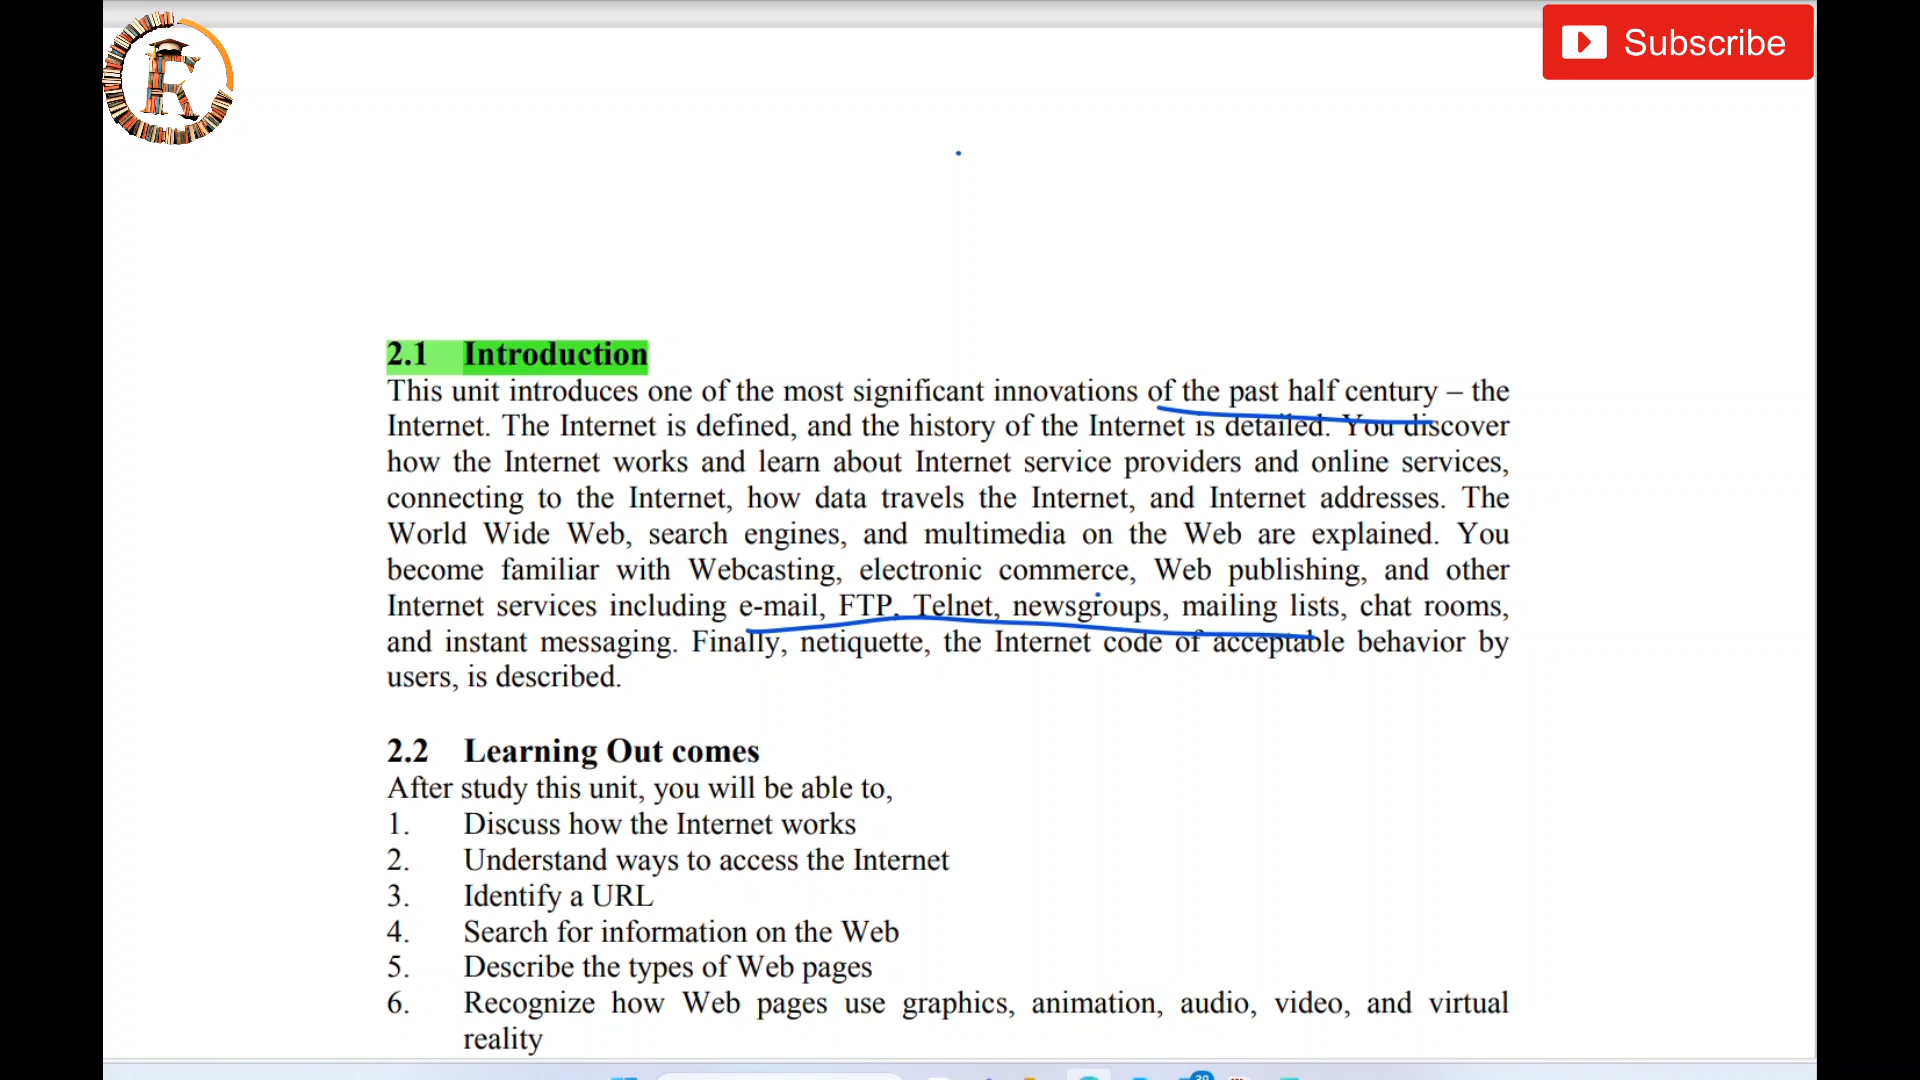 Subscribe
R
2.1 Introduction
This unit introduces one of the most significant innovations of the past half century – the
Internet. The Internet is defined, and the history of the Internet is detailed. You discover
how the Internet works and learn about Internet service providers and online services,
connecting to the Internet, how data travels the Internet, and Internet addresses. The
World Wide Web, search engines, and multimedia on the Web are explained. You
become familiar with Webcasting, electronic commerce, Web publishing, and other
Internet services including e-mail, FTP, Telnet, newsgroups, mailing lists, chat rooms,
and instant messaging. Finally, netiquette, the Internet code of acceptable behavior by
users, is described.
2.2 Learning Out comes
After study this unit, you will be able to,
1. Discuss how the Internet works
2. Understand ways to access the Internet
3. Identify a URL
4. Search for information on the Web
5. Describe the types of Web pages
6. Recognize how Web pages use graphics, animation, audio, video, and virtual
reality